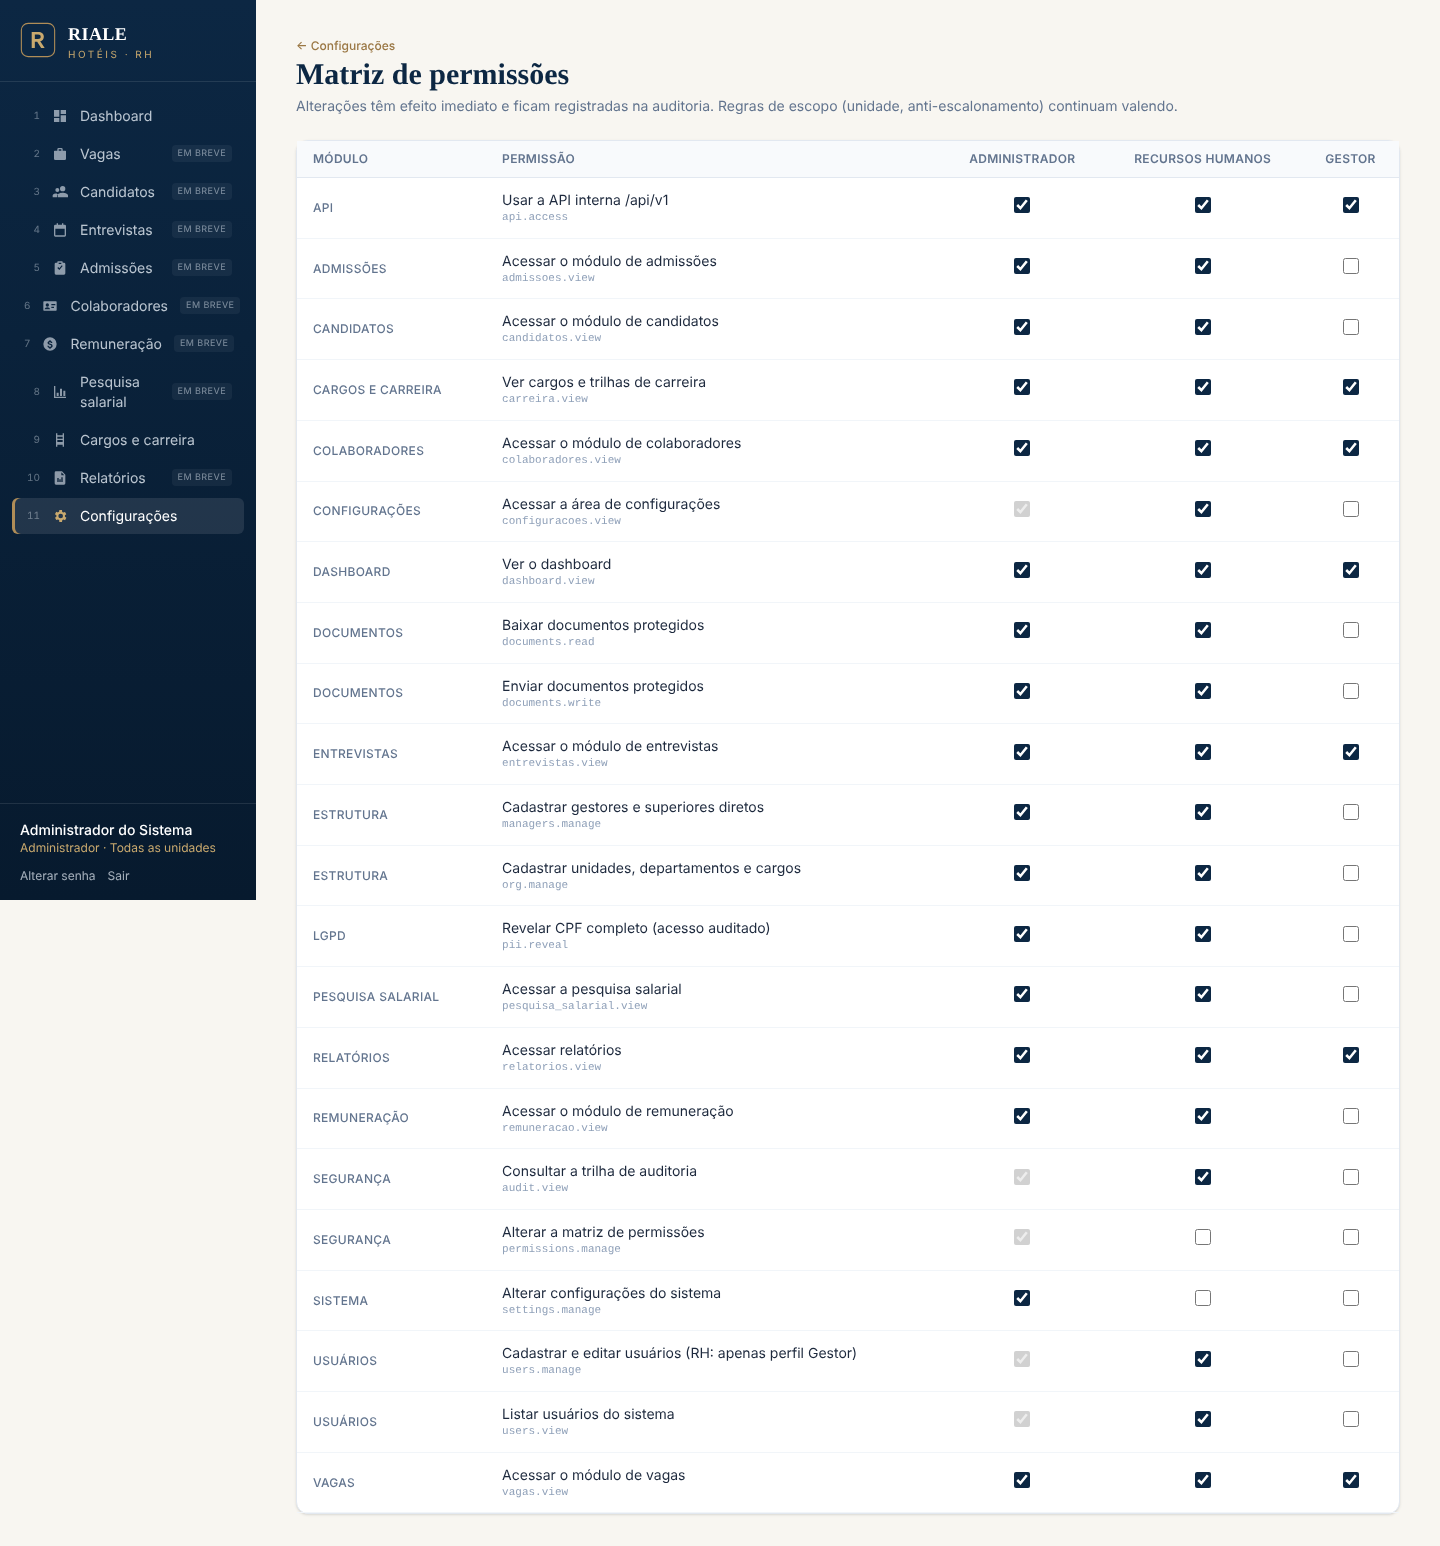 R
RIALE
HOTÉIS · RH
1 Dashboard
2 Vagas EM BREVE
3 Candidatos EM BREVE
4 Entrevistas EM BREVE
5 Admissões EM BREVE
6 Colaboradores EM BREVE
7 Remuneração EM BREVE
8 Pesquisa salarial EM BREVE
9 Cargos e carreira
10 Relatórios EM BREVE
11 Configurações
Administrador do Sistema
Administrador · Todas as unidades
Alterar senha Sair
← Configurações
Matriz de permissões
Alterações têm efeito imediato e ficam registradas na auditoria. Regras de escopo (unidade, anti-escalonamento) continuam valendo.
MÓDULO PERMISSÃO ADMINISTRADOR RECURSOS HUMANOS GESTOR
API Usar a API interna /api/v1
api.access
ADMISSÕES Acessar o módulo de admissões
admissoes.view
CANDIDATOS Acessar o módulo de candidatos
candidatos.view
CARGOS E CARREIRA Ver cargos e trilhas de carreira
carreira.view
COLABORADORES Acessar o módulo de colaboradores
colaboradores.view
CONFIGURAÇÕES Acessar a área de configurações
configuracoes.view
DASHBOARD Ver o dashboard
dashboard.view
DOCUMENTOS Baixar documentos protegidos
documents.read
DOCUMENTOS Enviar documentos protegidos
documents.write
ENTREVISTAS Acessar o módulo de entrevistas
entrevistas.view
ESTRUTURA Cadastrar gestores e superiores diretos
managers.manage
ESTRUTURA Cadastrar unidades, departamentos e cargos
org.manage
LGPD Revelar CPF completo (acesso auditado)
pii.reveal
PESQUISA SALARIAL Acessar a pesquisa salarial
pesquisa_salarial.view
RELATÓRIOS Acessar relatórios
relatorios.view
REMUNERAÇÃO Acessar o módulo de remuneração
remuneracao.view
SEGURANÇA Consultar a trilha de auditoria
audit.view
SEGURANÇA Alterar a matriz de permissões
permissions.manage
SISTEMA Alterar configurações do sistema
settings.manage
USUÁRIOS Cadastrar e editar usuários (RH: apenas perfil Gestor)
users.manage
USUÁRIOS Listar usuários do sistema
users.view
VAGAS Acessar o módulo de vagas
vagas.view